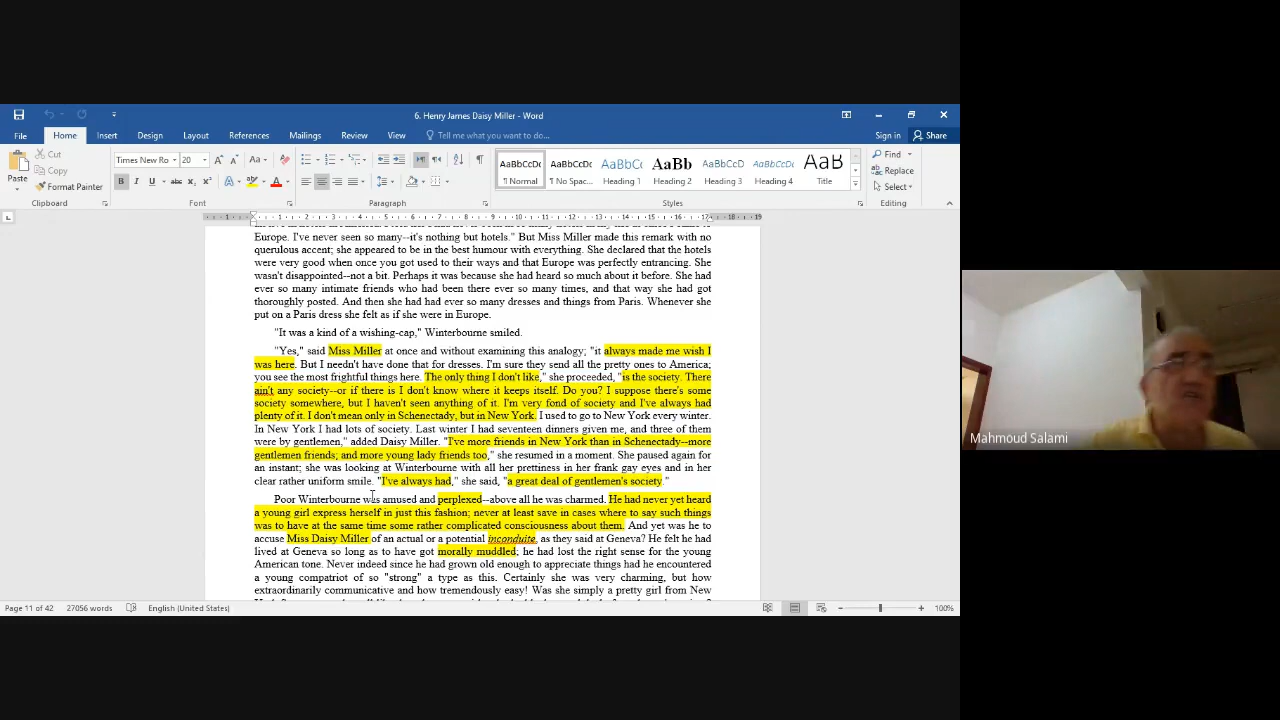 6. Henry James Daisy Miller - Word
File Home Insert Design Layout References Mailings Review View Tell me what you want to do... Sign in Share
Paste Cut Copy Format Painter
Times New Ro 20
AaBbCcDc AaBbCcDc AaBbCc AaBb AaBbCcD AaBbCcD AaB
¶ Normal ¶ No Spac... Heading 1 Heading 2 Heading 3 Heading 4 Title
Find Replace Select
Clipboard Font Paragraph Styles Editing
Europe. I've never seen so many--it's nothing but hotels." But Miss Miller made this remark with no
querulous accent; she appeared to be in the best humour with everything. She declared that the hotels
were very good when once you got used to their ways and that Europe was perfectly entrancing. She
wasn't disappointed--not a bit. Perhaps it was because she had heard so much about it before. She had
ever so many intimate friends who had been there ever so many times, and that way she had got
thoroughly posted. And then she had had ever so many dresses and things from Paris. Whenever she
put on a Paris dress she felt as if she were in Europe.
"It was a kind of a wishing-cap," Winterbourne smiled.
"Yes," said Miss Miller at once and without examining this analogy; "it always made me wish I
was here. But I needn't have done that for dresses. I'm sure they send all the pretty ones to America;
you see the most frightful things here. The only thing I don't like," she proceeded, "is the society. There
ain't any society--or if there is I don't know where it keeps itself. Do you? I suppose there's some
society somewhere, but I haven't seen anything of it. I'm very fond of society and I've always had
plenty of it. I don't mean only in Schenectady, but in New York. I used to go to New York every winter.
In New York I had lots of society. Last winter I had seventeen dinners given me, and three of them
were by gentlemen," added Daisy Miller. "I've more friends in New York than in Schenectady--more
gentlemen friends; and more young lady friends too," she resumed in a moment. She paused again for
an instant; she was looking at Winterbourne with all her prettiness in her frank gay eyes and in her
clear rather uniform smile. "I've always had," she said, "a great deal of gentlemen's society."
Poor Winterbourne was amused and perplexed--above all he was charmed. He had never yet heard
a young girl express herself in just this fashion; never at least save in cases where to say such things
was to have at the same time some rather complicated consciousness about them. And yet was he to
accuse Miss Daisy Miller of an actual or a potential inconduite, as they said at Geneva? He felt he had
lived at Geneva so long as to have got morally muddled; he had lost the right sense for the young
American tone. Never indeed since he had grown old enough to appreciate things had he encountered
a young compatriot of so "strong" a type as this. Certainly she was very charming, but how
extraordinarily communicative and how tremendously easy! Was she simply a pretty girl from New
Page 11 of 42 27056 words English (United States) 100%
Mahmoud Salami